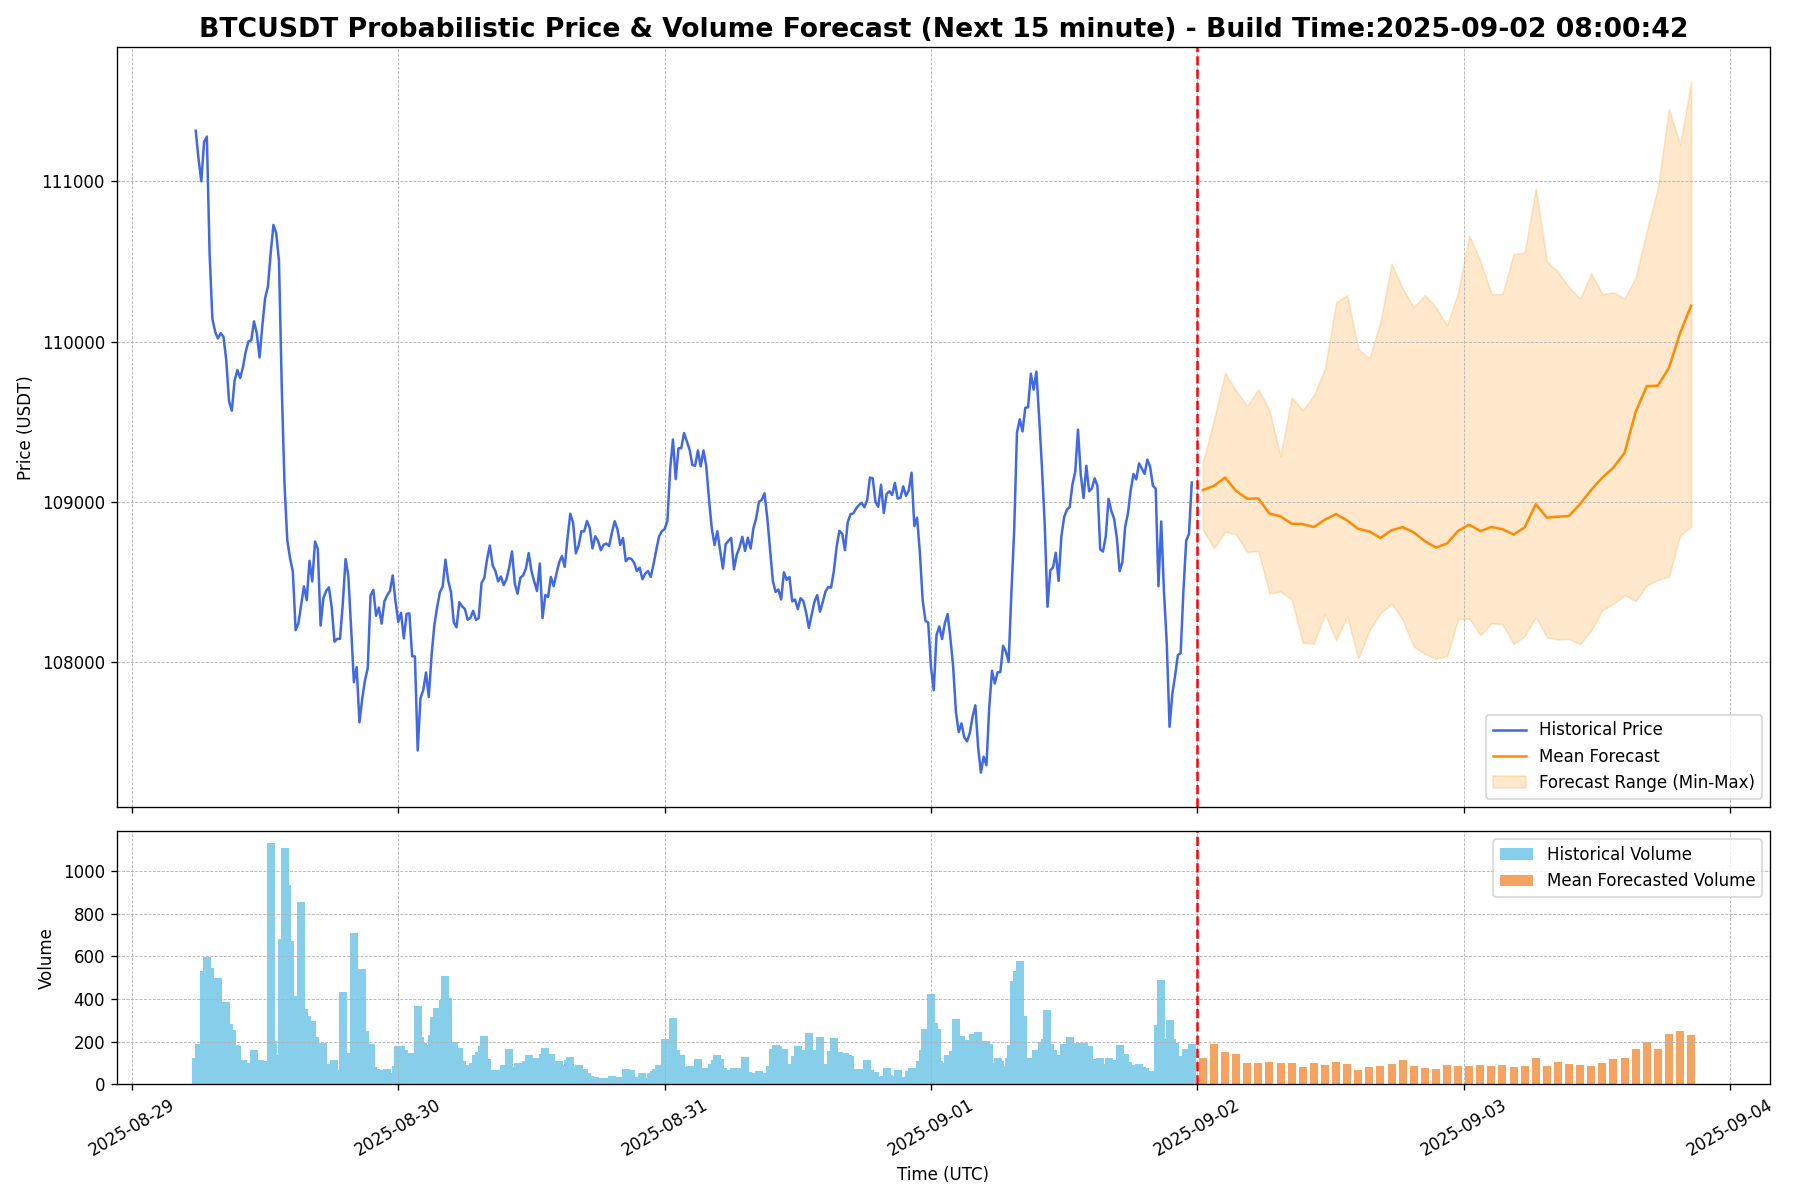 BTCUSDT Probabilistic Price & Volume Forecast (Next 15 minute) - Build Time:2025-09-02 08:00:42
Price (USDT)
111000
110000
109000
108000
Historical Price
Mean Forecast
Forecast Range (Min-Max)
Volume
1000
800
600
400
200
0
Historical Volume
Mean Forecasted Volume
2025-08-29
2025-08-30
2025-08-31
2025-09-01
2025-09-02
2025-09-03
2025-09-04
Time (UTC)